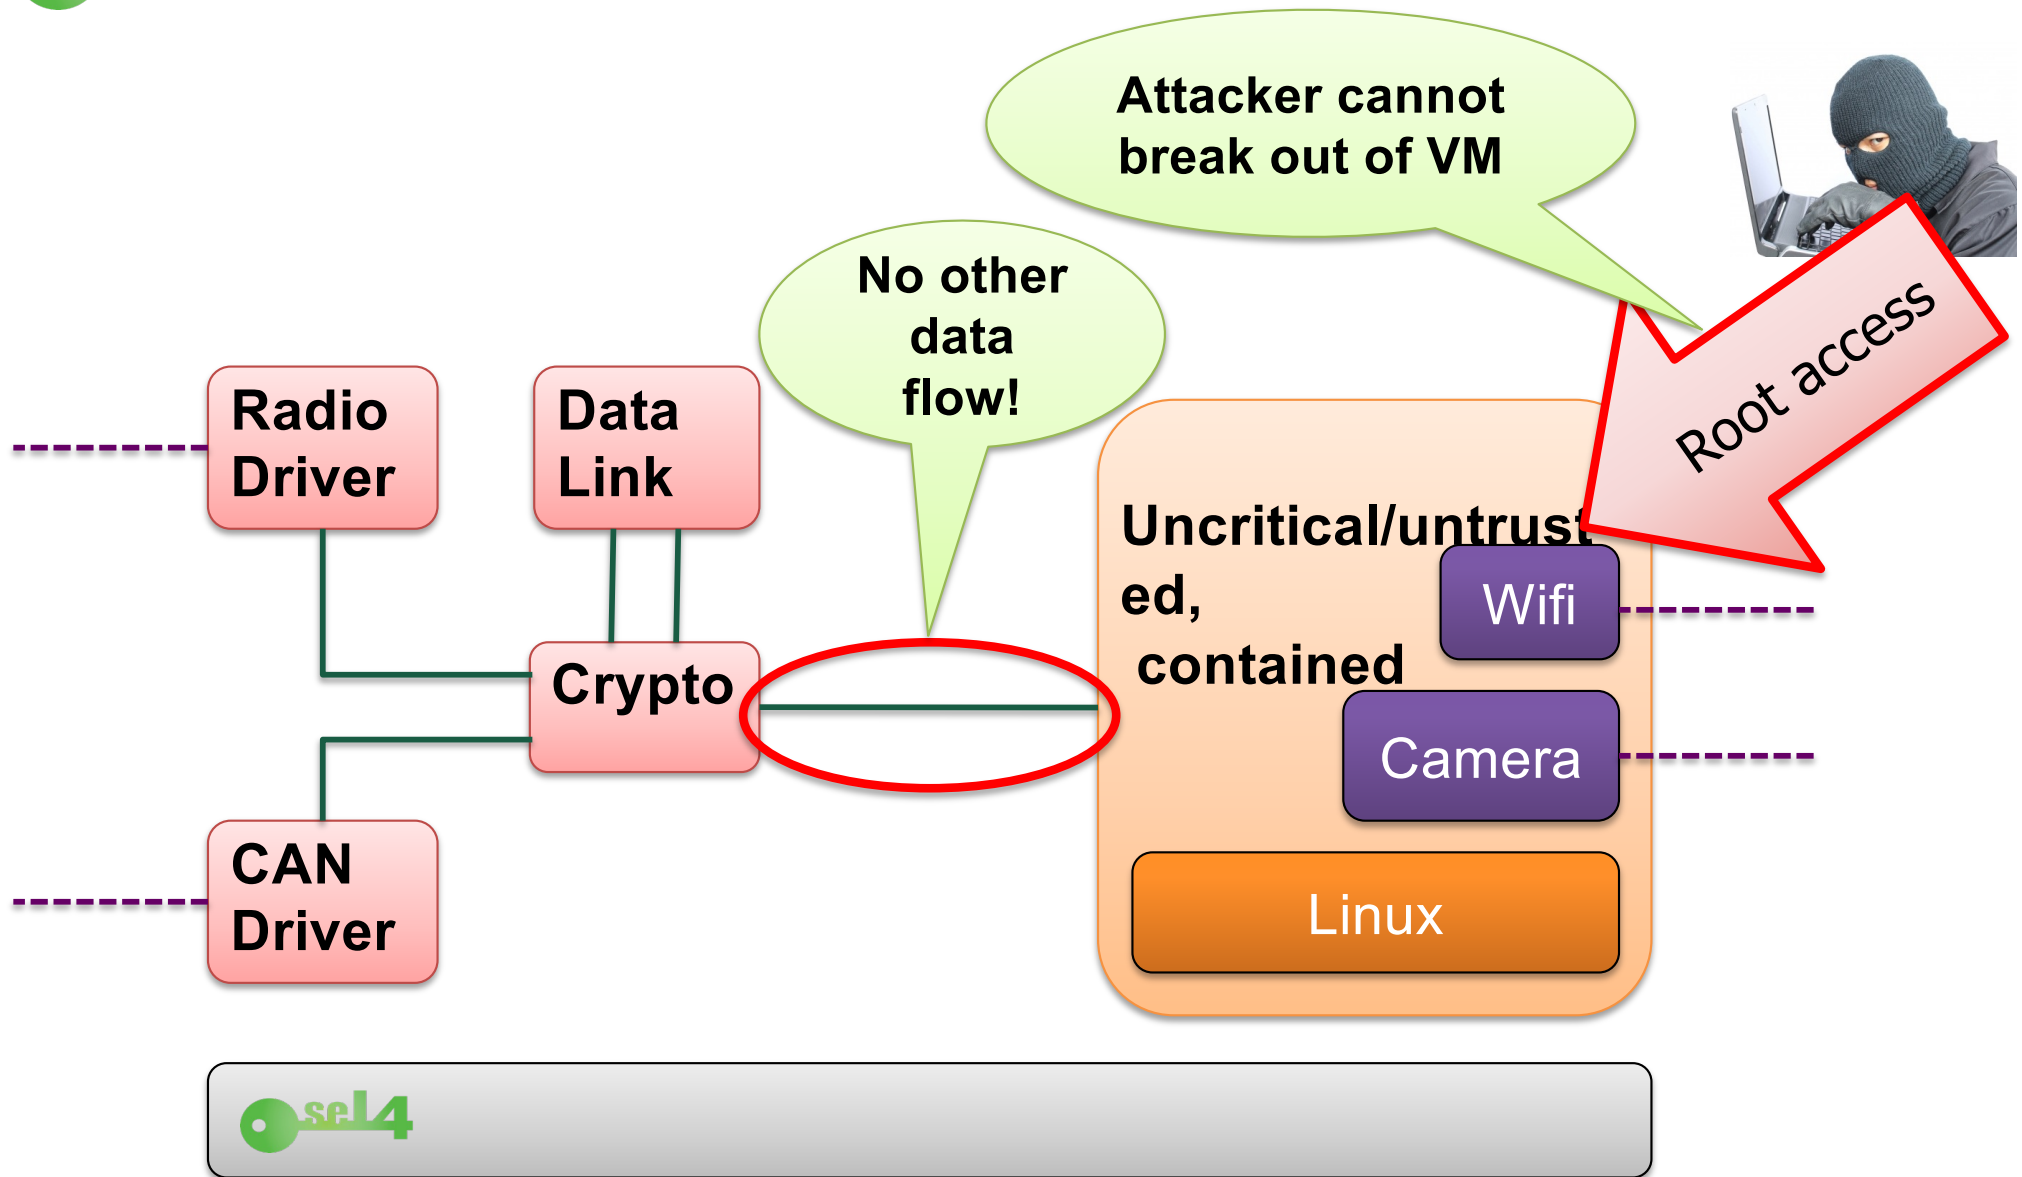 Attacker cannot
break out of VM
No other
data
flow!
Root access
Radio
Driver
Data
Link
Uncritical/untrust
ed,
contained
Wifi
Crypto
Camera
CAN
Driver
Linux
seL4